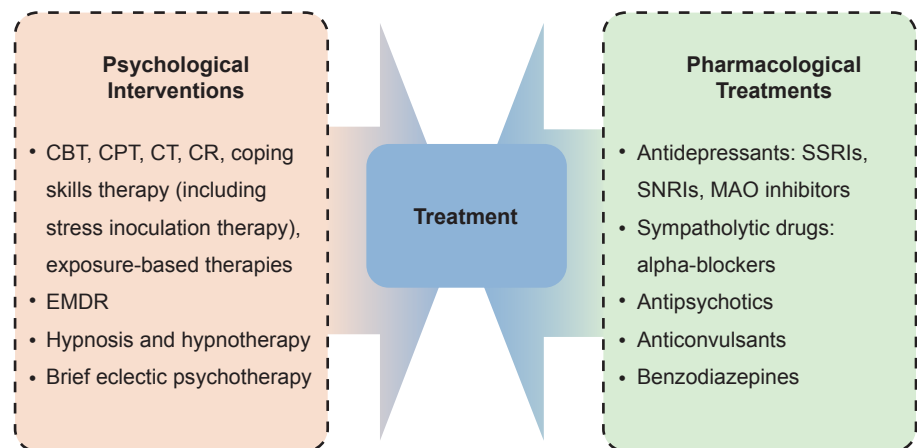 Psychological
Interventions
• CBT, CPT, CT, CR, coping
skills therapy (including
stress inoculation therapy),
exposure-based therapies
• EMDR
• Hypnosis and hypnotherapy
• Brief eclectic psychotherapy
Treatment
Pharmacological
Treatments
• Antidepressants: SSRIs,
SNRIs, MAO inhibitors
• Sympatholytic drugs:
alpha-blockers
• Antipsychotics
• Anticonvulsants
• Benzodiazepines